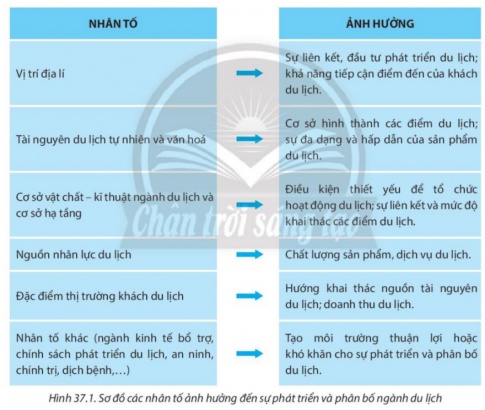 NHÂN TỐ
ẢNH HƯỞNG
Vị trí địa lí
Sự liên kết, đầu tư phát triển du lịch;
khả năng tiếp cận điểm đến của khách
du lịch.
Tài nguyên du lịch tự nhiên và văn hoá
Cơ sở hình thành các điểm du lịch;
sự đa dạng và hấp dẫn của sản phẩm
du lịch.
Cơ sở vật chất – kĩ thuật ngành du lịch và
cơ sở hạ tầng
Điều kiện thiết yếu để tổ chức
hoạt động du lịch; sự liên kết và mức độ
khai thác các điểm du lịch.
Chân trời sáng tạo
Nguồn nhân lực du lịch
Chất lượng sản phẩm, dịch vụ du lịch.
Đặc điểm thị trường khách du lịch
Hướng khai thác nguồn tài nguyên
du lịch; doanh thu du lịch.
Nhân tố khác (ngành kinh tế bổ trợ,
chính sách phát triển du lịch, an ninh,
chính trị, dịch bệnh,...)
Tạo môi trường thuận lợi hoặc
khó khăn cho sự phát triển và phân bố
du lịch.
Hình 37.1. Sơ đồ các nhân tố ảnh hưởng đến sự phát triển và phân bố ngành du lịch